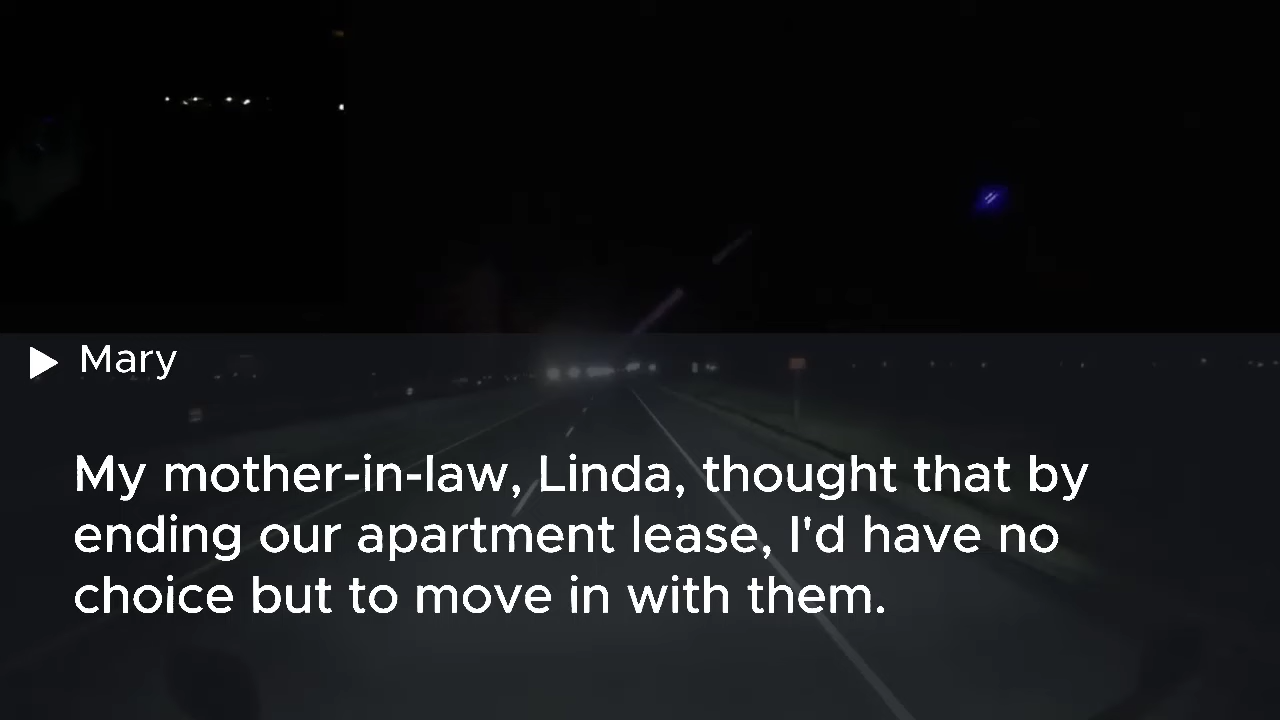 Mary
My mother-in-law, Linda, thought that by
ending our apartment lease, I'd have no
choice but to move in with them.